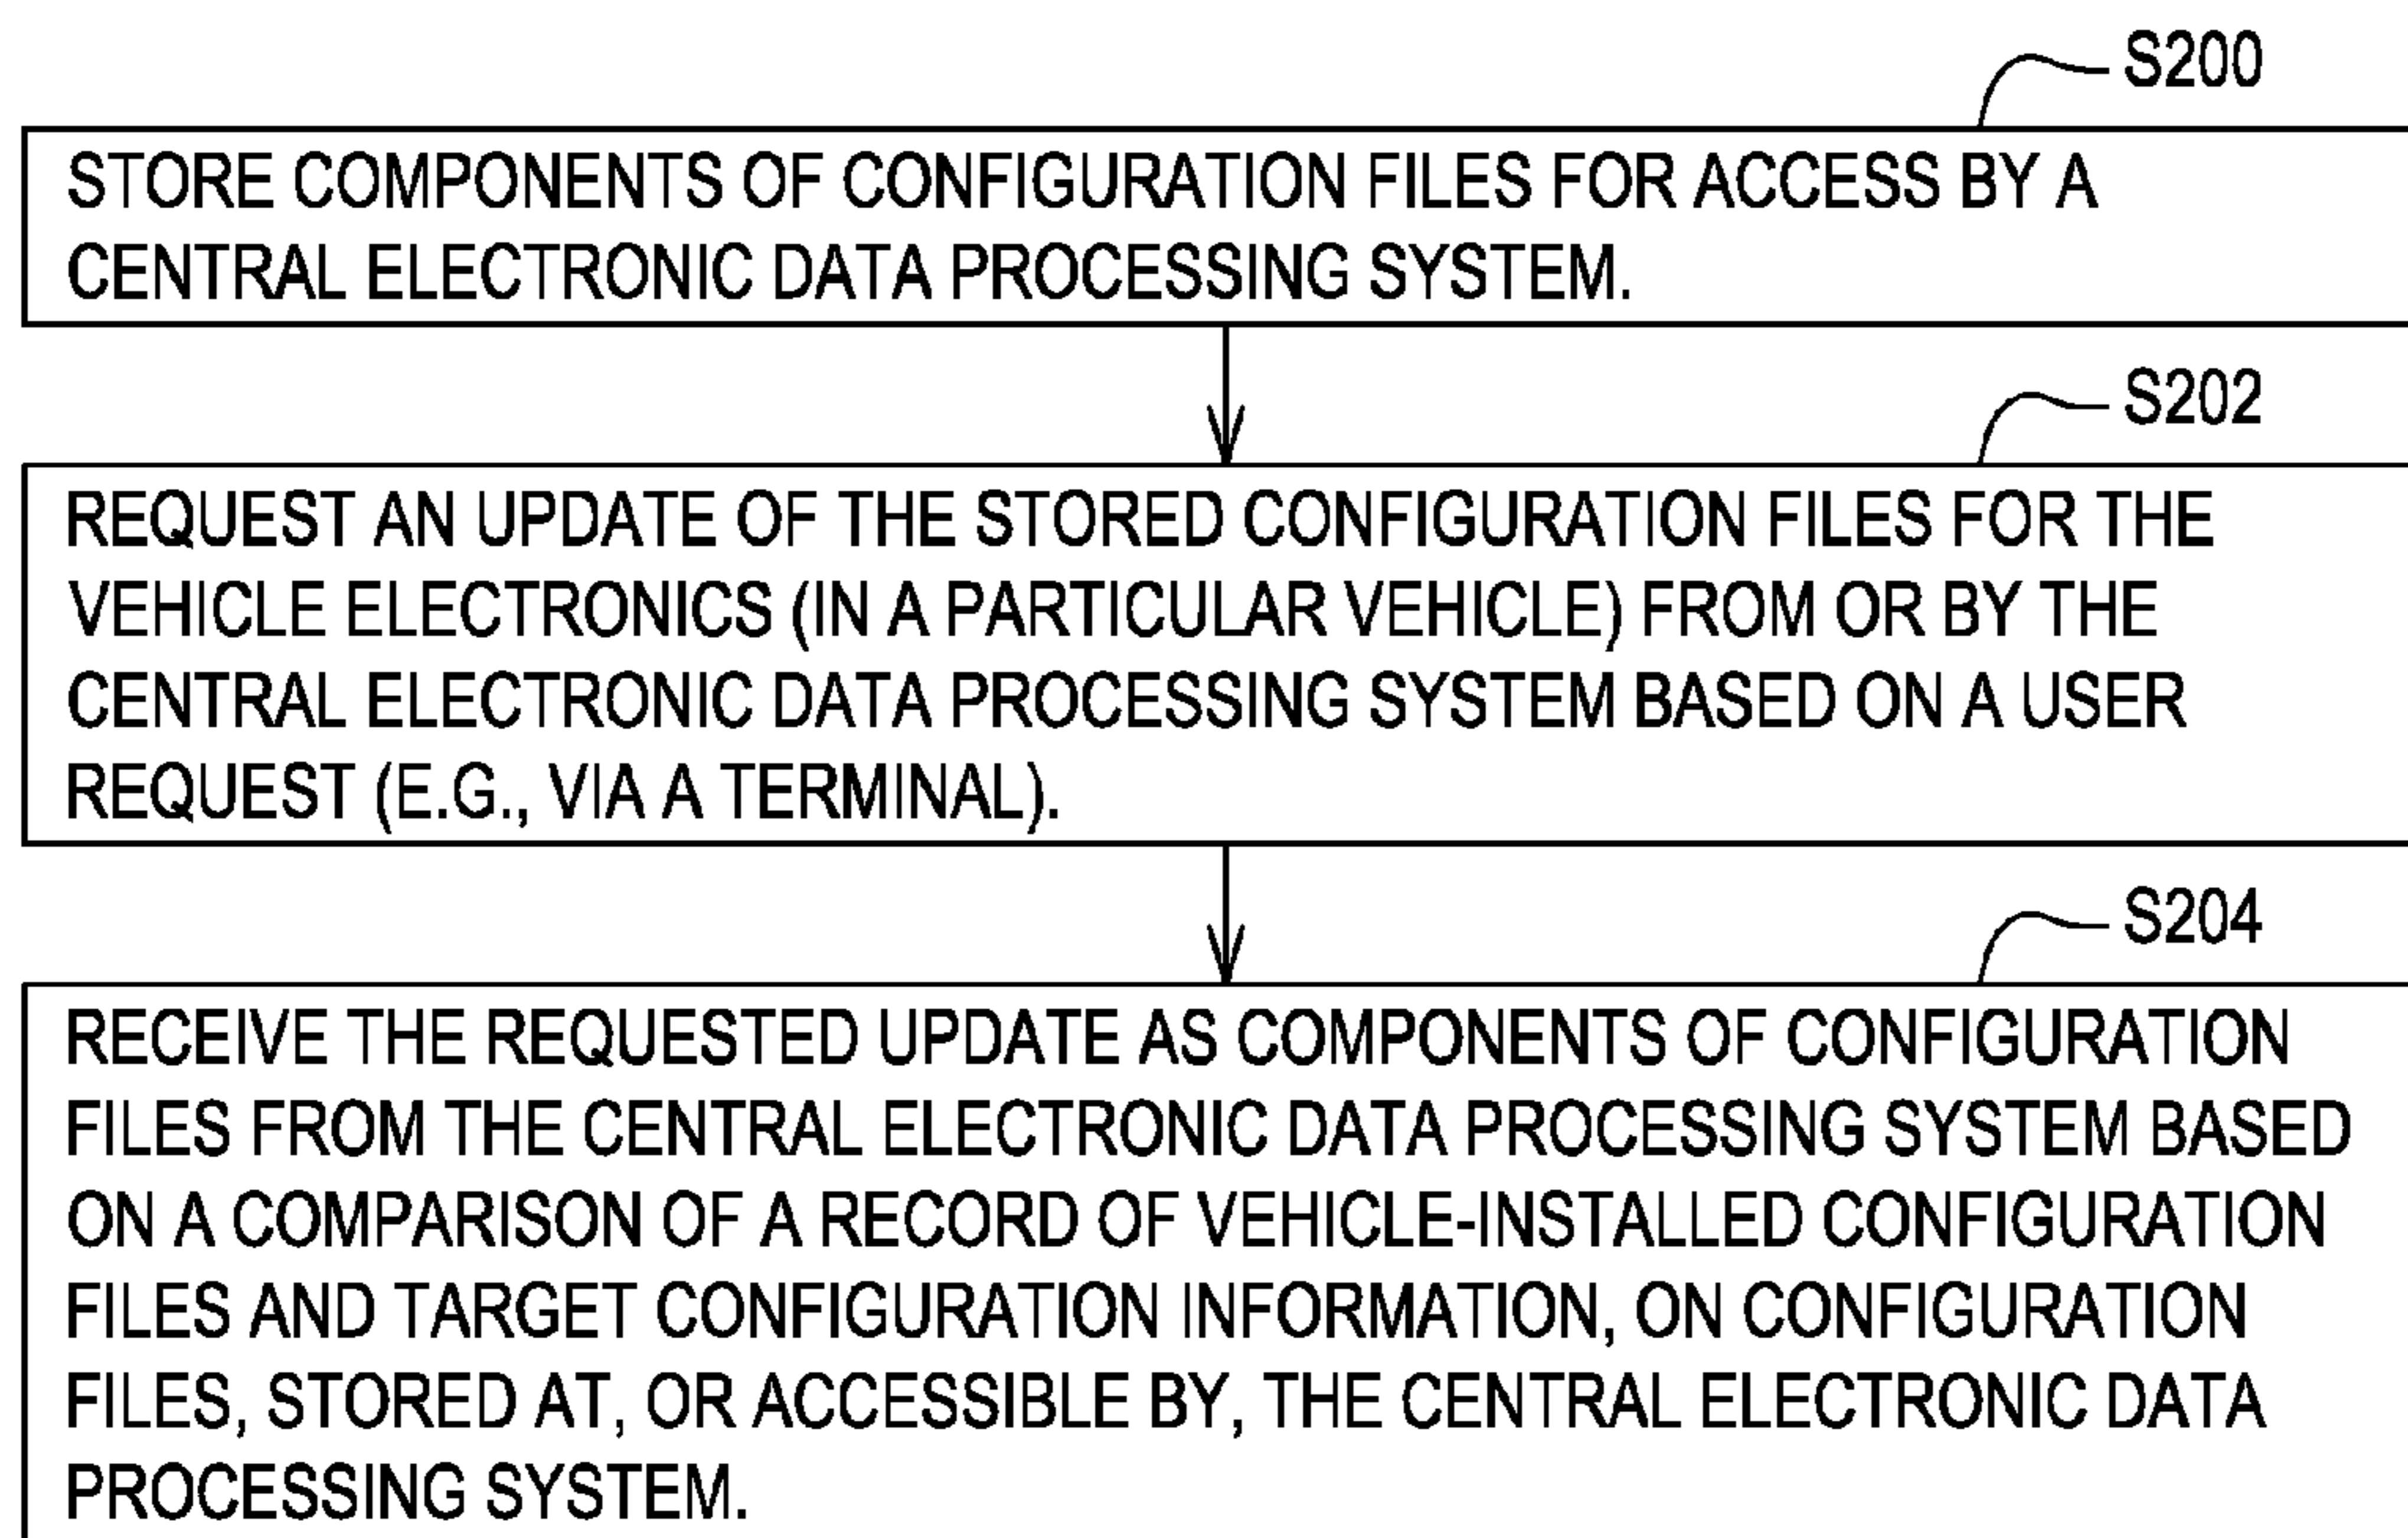 S200
STORE COMPONENTS OF CONFIGURATION FILES FOR ACCESS BY A
CENTRAL ELECTRONIC DATA PROCESSING SYSTEM.
S202
REQUEST AN UPDATE OF THE STORED CONFIGURATION FILES FOR THE
VEHICLE ELECTRONICS (IN A PARTICULAR VEHICLE) FROM OR BY THE
CENTRAL ELECTRONIC DATA PROCESSING SYSTEM BASED ON A USER
REQUEST (E.G., VIA A TERMINAL).
S204
RECEIVE THE REQUESTED UPDATE AS COMPONENTS OF CONFIGURATION
FILES FROM THE CENTRAL ELECTRONIC DATA PROCESSING SYSTEM BASED
ON A COMPARISON OF A RECORD OF VEHICLE-INSTALLED CONFIGURATION
FILES AND TARGET CONFIGURATION INFORMATION, ON CONFIGURATION
FILES, STORED AT, OR ACCESSIBLE BY, THE CENTRAL ELECTRONIC DATA
PROCESSING SYSTEM.